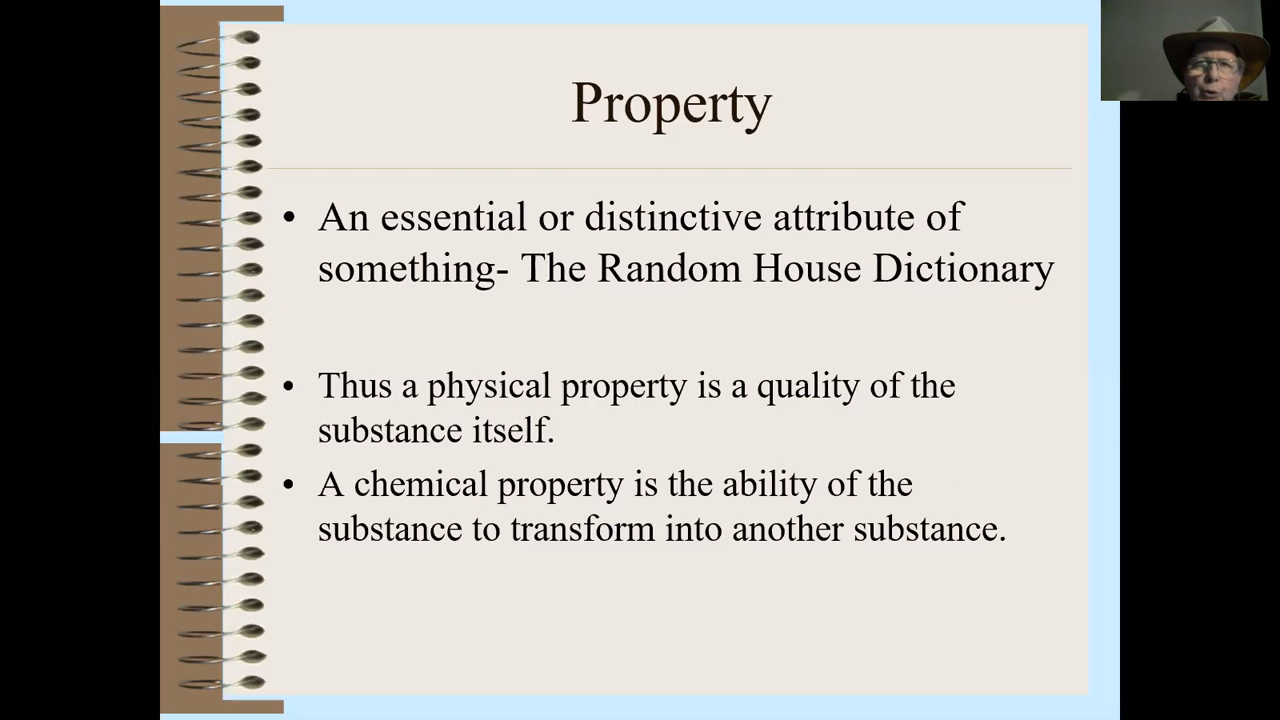 Property
• An essential or distinctive attribute of
something- The Random House Dictionary
• Thus a physical property is a quality of the
substance itself.
• A chemical property is the ability of the
substance to transform into another substance.